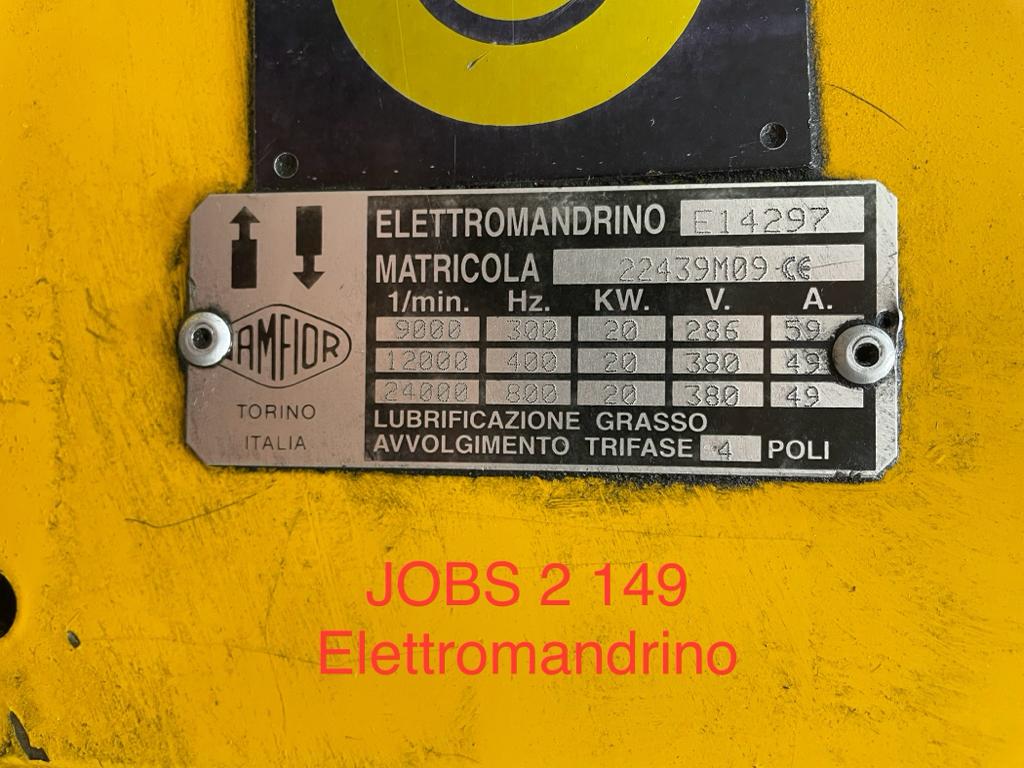 ELETTROMANDRINO E14297
MATRICOLA 22439M09 CE
1/min. Hz. KW. V. A.
9000 300 20 286 59
12000 400 20 380 49
24000 800 20 380 49
LUBRIFICAZIONE GRASSO
AVVOLGIMENTO TRIFASE 4 POLI
TORINO
ITALIA
JOBS 2 149
Elettromandrino